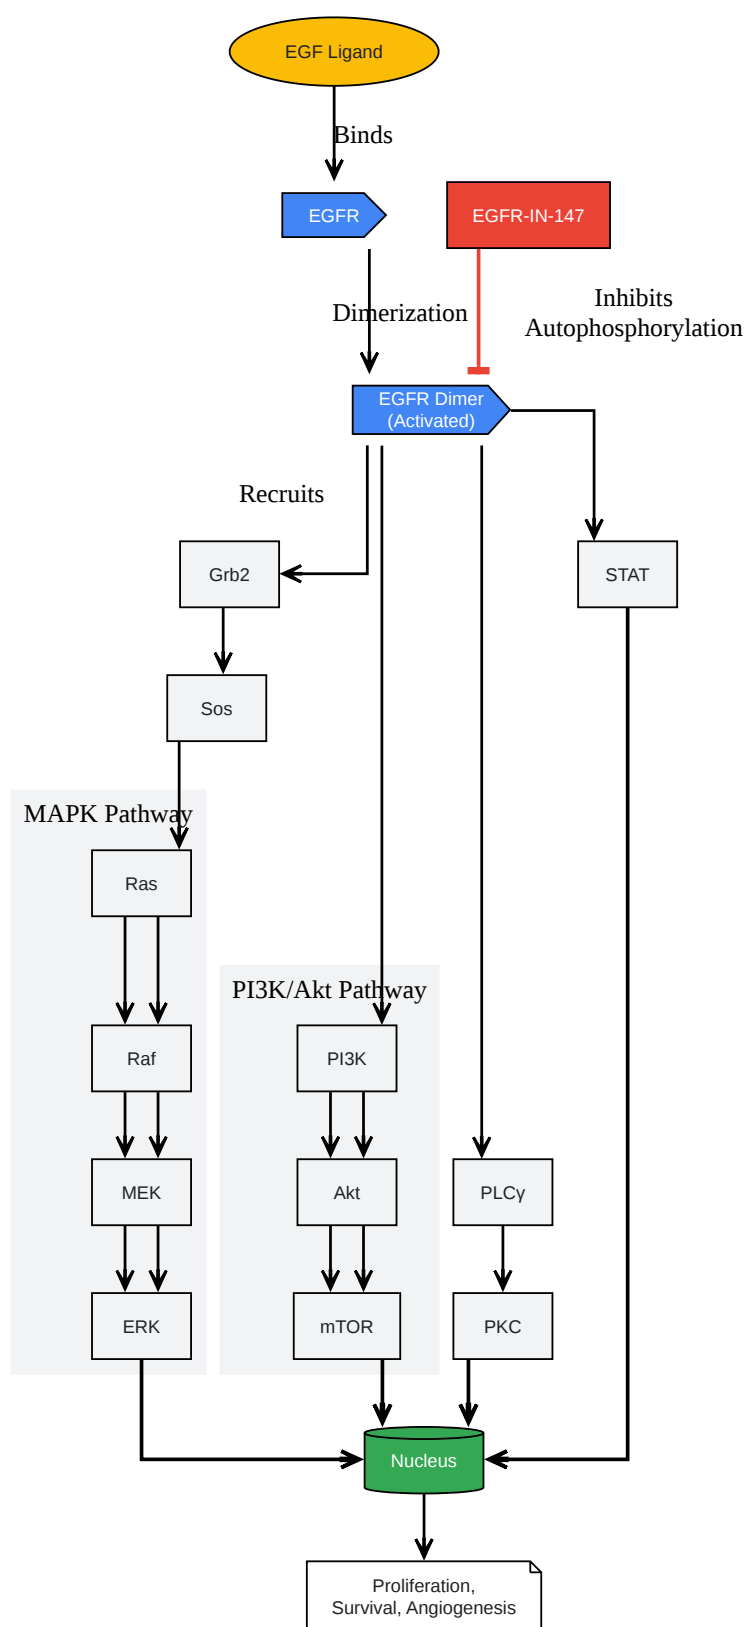 EGF Ligand
Binds
EGFR
EGFR-IN-147
Dimerization
Inhibits
Autophosphorylation
EGFR Dimer
(Activated)
Recruits
Grb2
STAT
Sos
MAPK Pathway
Ras
PI3K/Akt Pathway
Raf
PI3K
MEK
Akt
PLCγ
ERK
mTOR
PKC
Nucleus
Proliferation,
Survival, Angiogenesis